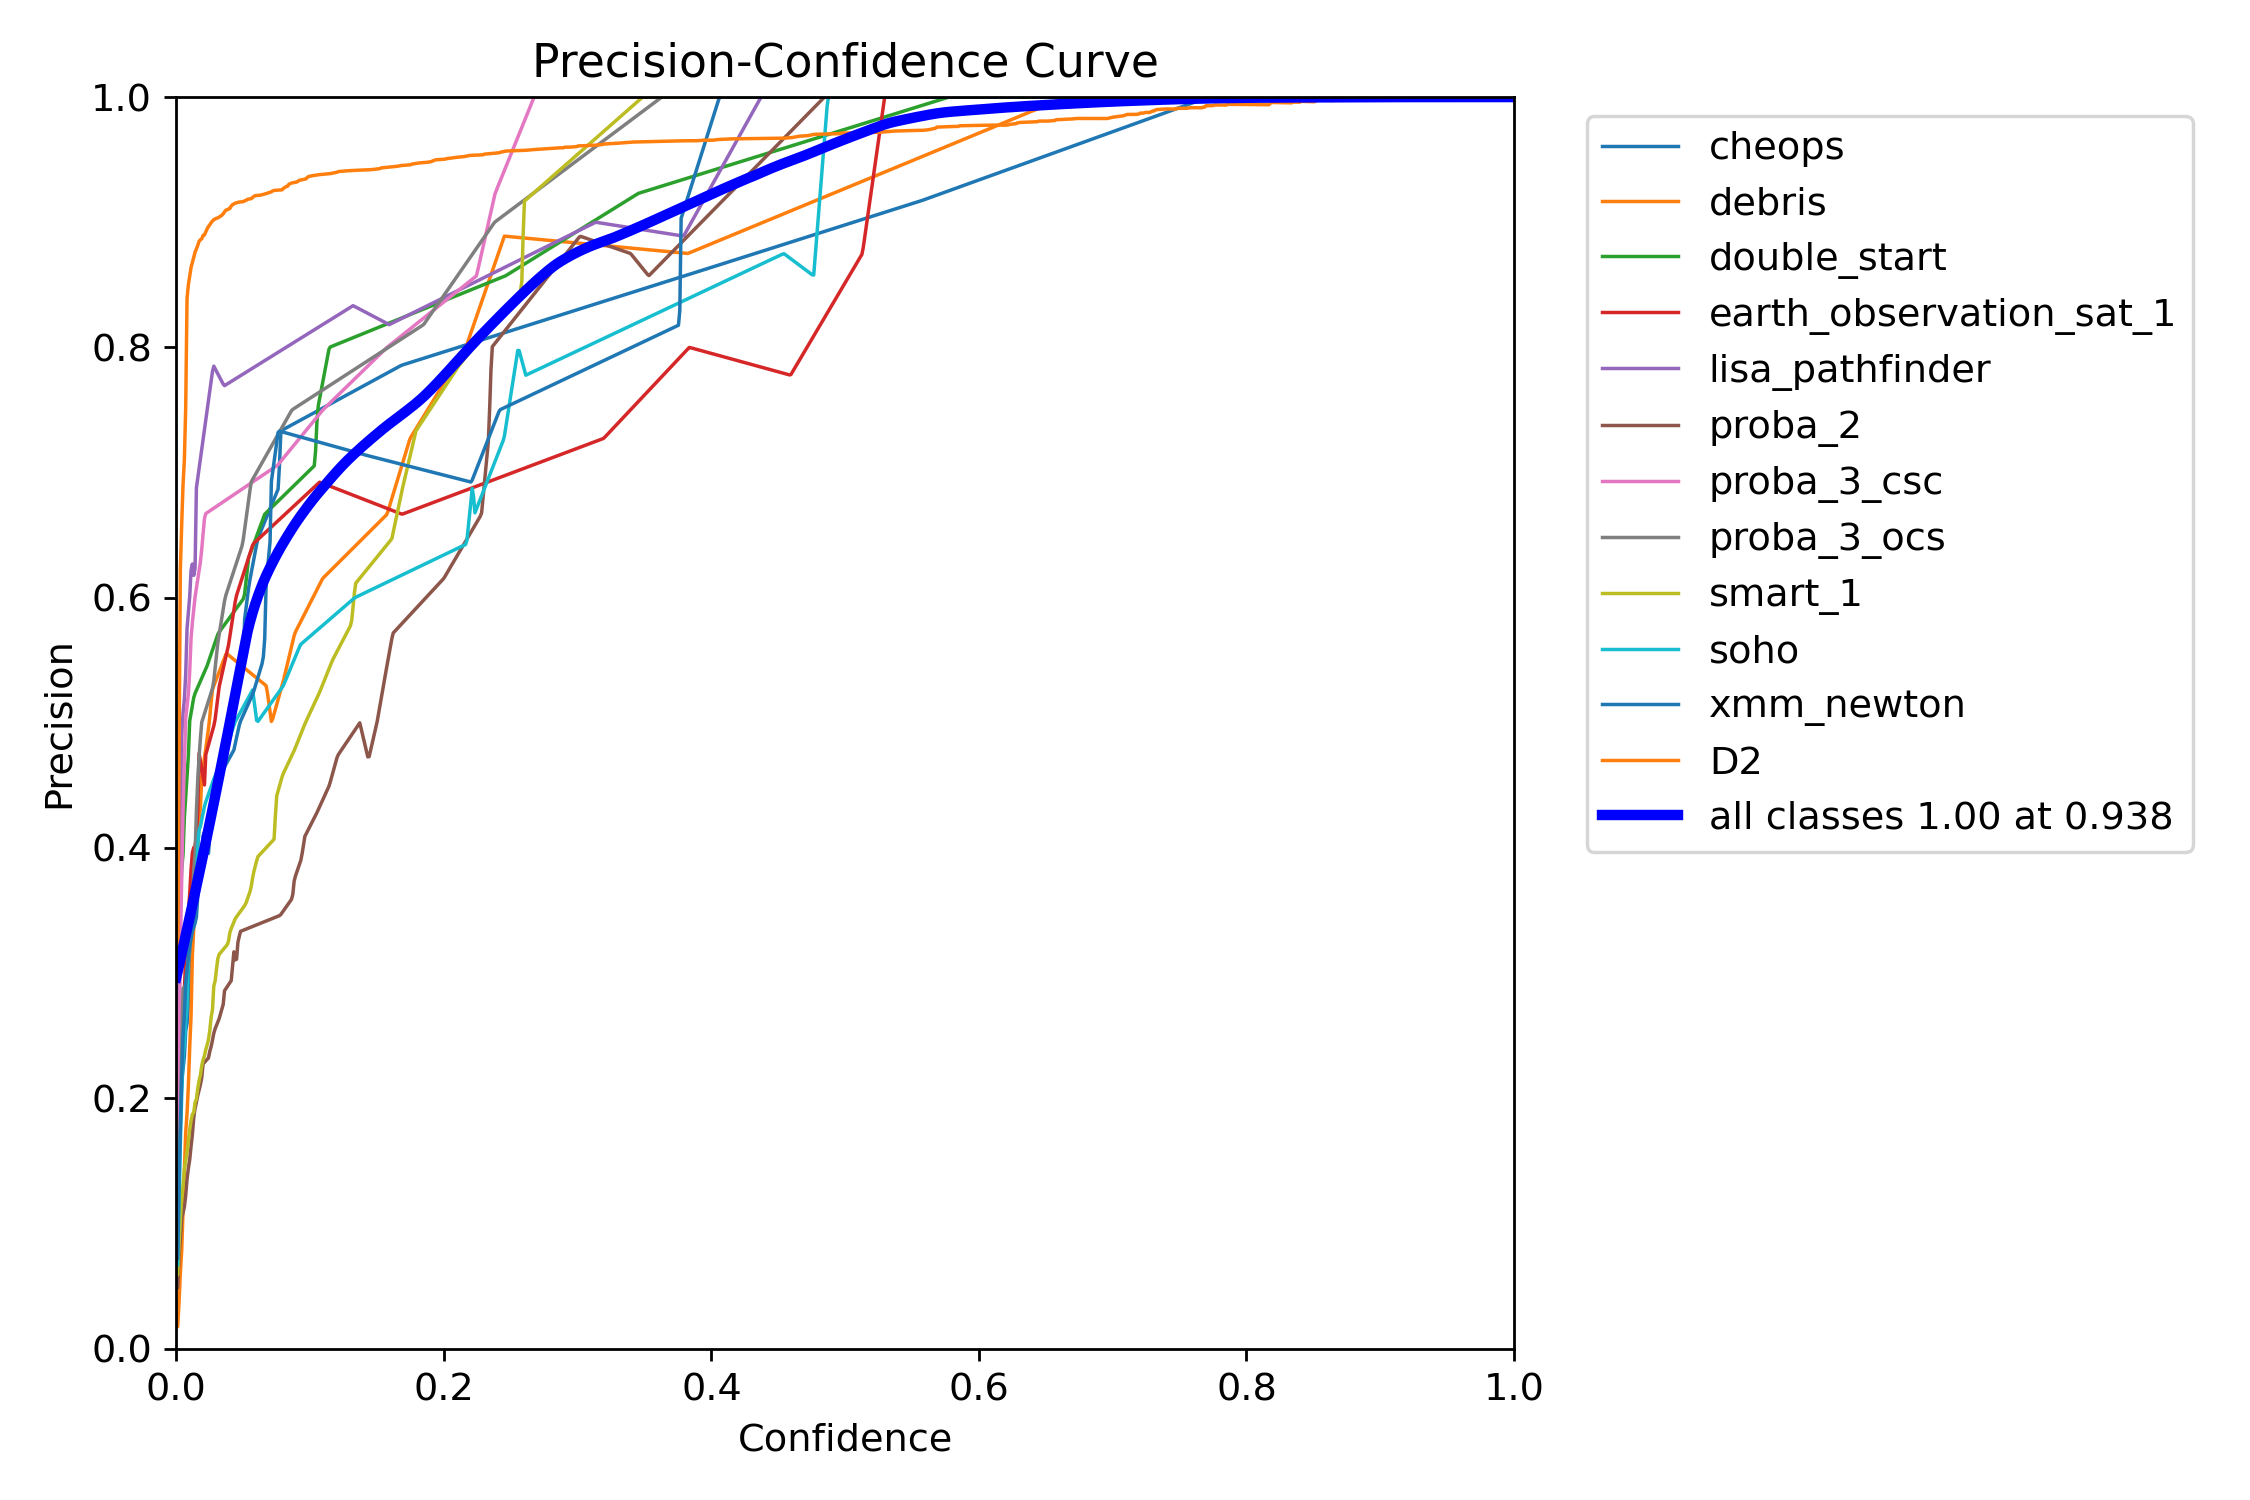 Precision-Confidence Curve
1.0
0.8
0.6
0.4
0.2
0.0
Precision
0.0 0.2 0.4 0.6 0.8 1.0
Confidence
cheops
debris
double_start
earth_observation_sat_1
lisa_pathfinder
proba_2
proba_3_csc
proba_3_ocs
smart_1
soho
xmm_newton
D2
all classes 1.00 at 0.938